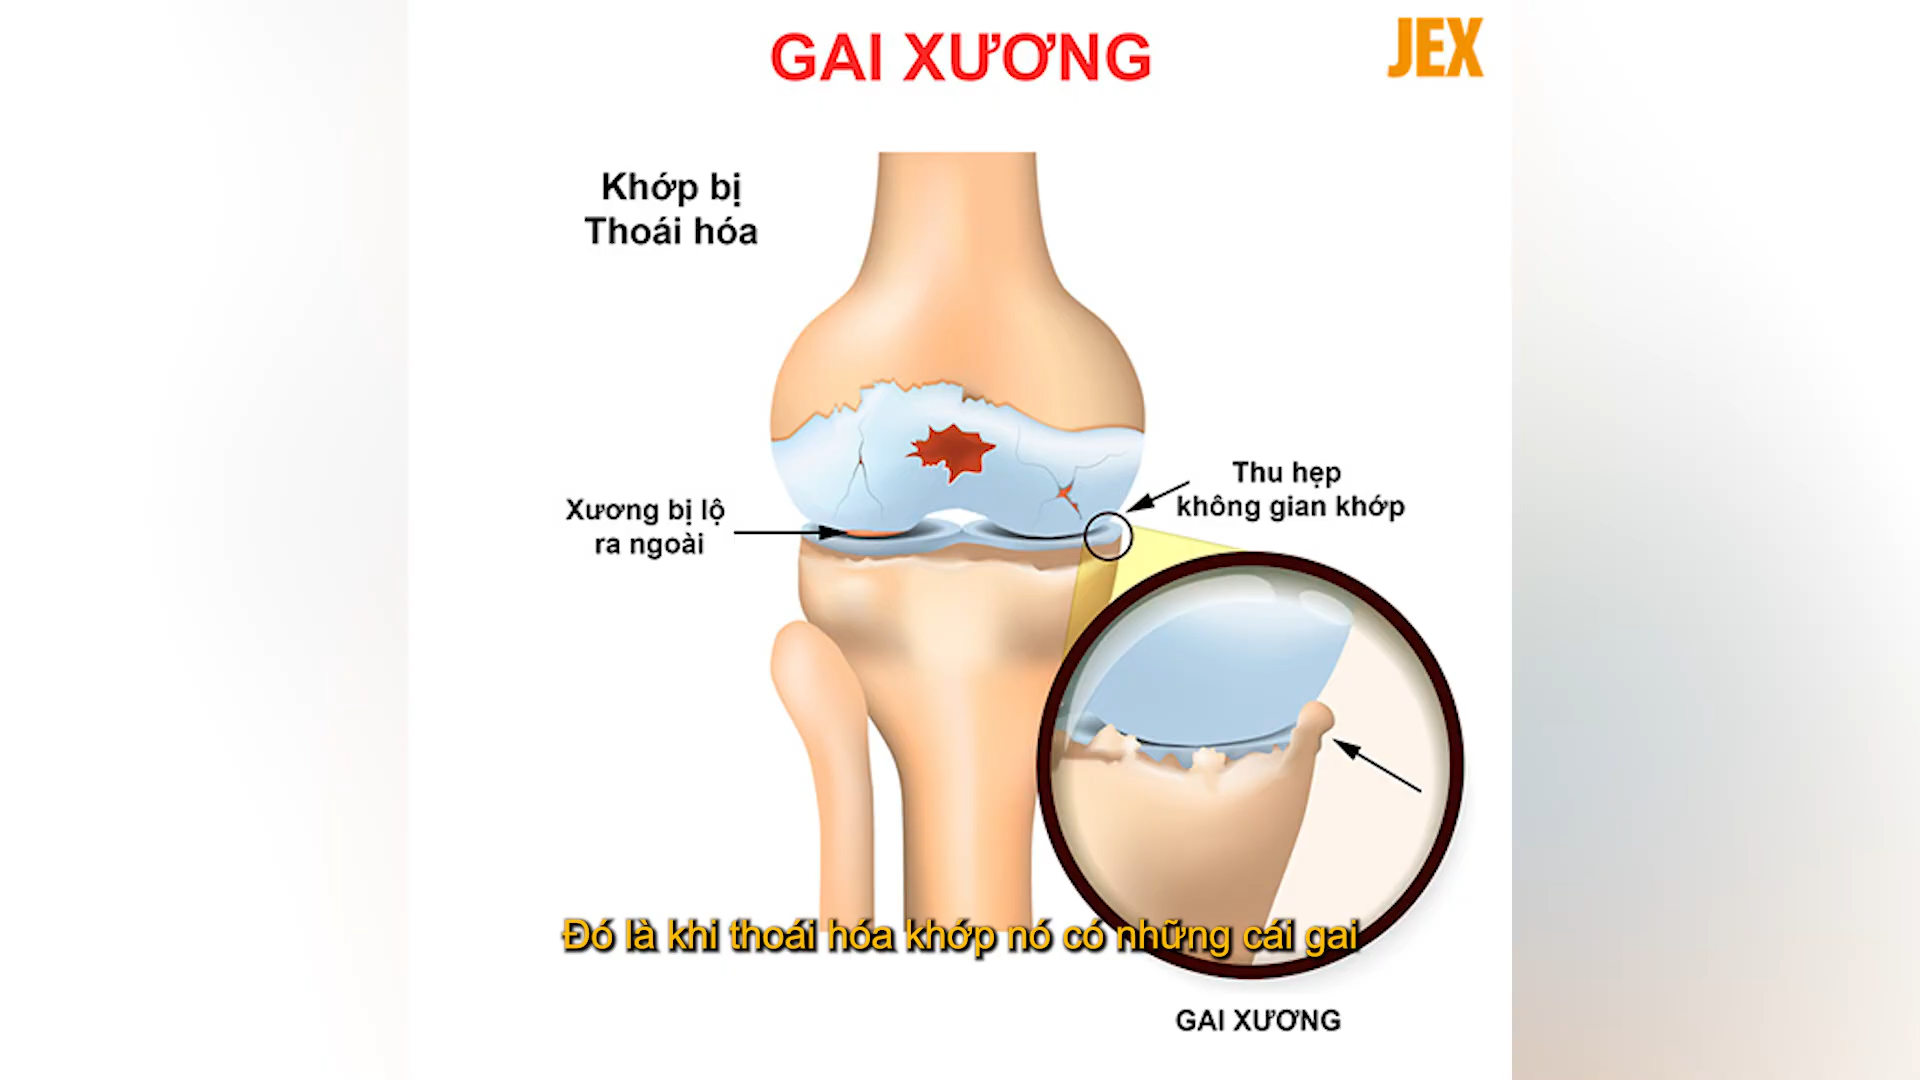 GAI XƯƠNG
JEX
Khớp bị
Thoái hóa
Thu hẹp
không gian khớp
Xương bị lộ
ra ngoài
Đó là khi thoái hóa khớp nó có những cái gai
GAI XƯƠNG